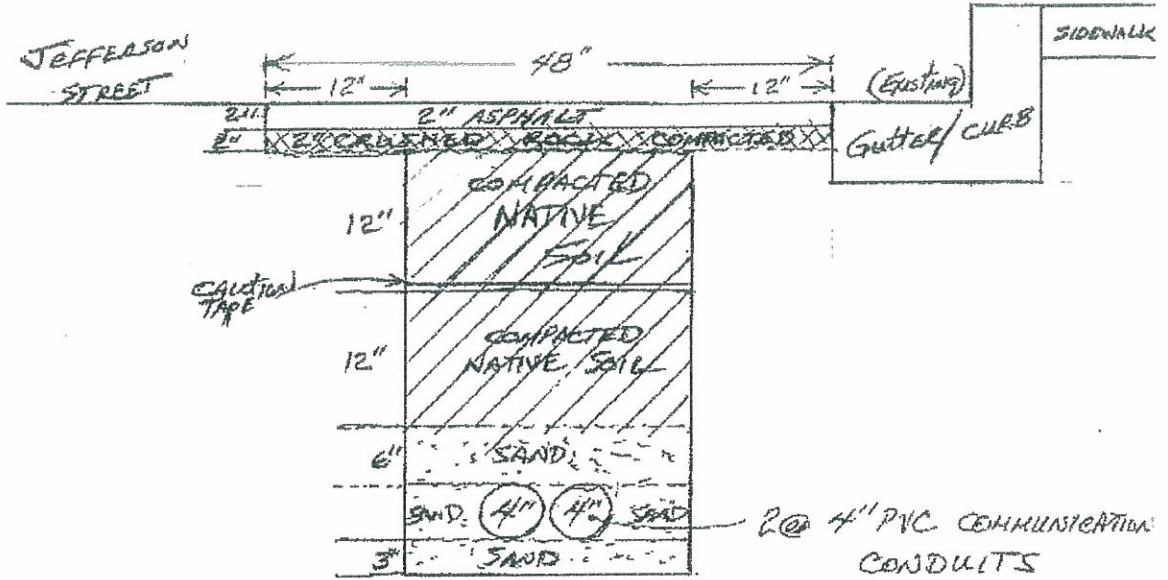 JEFFERSON
STREET
48"
12"
12"
(EXISTING)
SIDEWALK
2"
2" ASPHALT
2"
2" CRUSHED ROCK COMPACTED
Gutter/CURB
12"
COMPACTED
NATIVE
SOIL
CAUTION
TAPE
12"
COMPACTED
NATIVE SOIL
6"
SAND
SAND
4"
4"
SAND
2@ 4" PVC COMMUNICATION
CONDUITS
3"
SAND